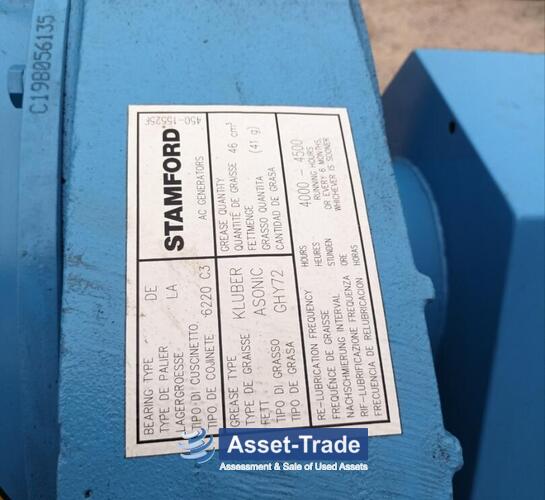 C19B056135
450-15525F
STAMFORD
AC GENERATORS
BEARING TYPE DE
TYPE DE PALIER LA
LAGERGROESSE
TIPO DI CUSCINETTO
TIPO DE COJINETE 6220 C3
GREASE QUANTITY
QUANTITÉ DE GRAISSE 46 cm³
FETTMENGE
GRASSO QUANTITA (41 g)
CANTIDAD DE GRASA
GREASE TYPE
TYPE DE GRAISSE KLUBER
FETT ASONIC
TIPO DI GRASSO
TIPO DE GRASA GHY72
RE-LUBRICATION FREQUENCY HOURS
FREQUENCE DE GRAISSE HEURES
NACHSCHMIERUNG INTERVAL STUNDEN
RIF-LUBRIFICAZIONE FREQUENZA ORE
FRECUENCIA DE RELUBRICACION HORAS
4000 - 4500
RUNNING HOURS
OR EVERY 6 MONTHS,
WHICHEVER IS SOONER
Asset-Trade
Assessment & Sale of Used Assets